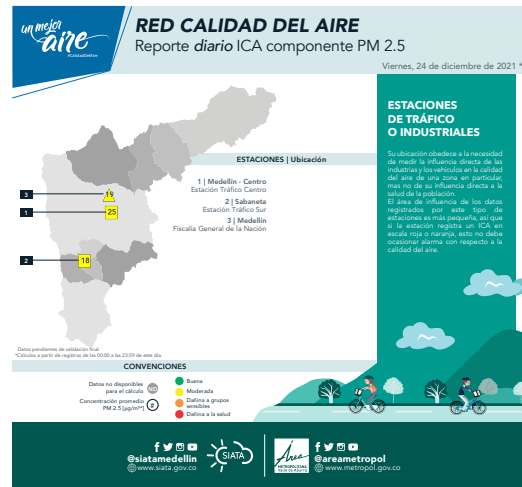 un mejor
aire
#CalidadDelAire
RED CALIDAD DEL AIRE
Reporte diario ICA componente PM 2.5
Viernes, 24 de diciembre de 2021 *
ESTACIONES | Ubicación
1 | Medellín - Centro
Estación Tráfico Centro
2 | Sabaneta
Estación Tráfico Sur
3 | Medellín
Fiscalía General de la Nación
3
19
1
25
2
18
ESTACIONES
DE TRÁFICO
O INDUSTRIALES
Su ubicación obedece a la necesidad
de medir la influencia directa de las
industrias y los vehículos en la calidad
del aire de una zona en particular,
mas no de su influencia directa a la
salud de la población.
El área de influencia de los datos
registrados por este tipo de
estaciones es más pequeña, así que
si la estación registra un ICA en
escala roja o naranja, esto no debe
ocasionar alarma con respecto a la
calidad del aire.
Datos pendientes de validación final.
*Cálculos a partir de registros de las 00:00 a las 23:59 de este día.
CONVENCIONES
Datos no disponibles
para el cálculo
ND
Concentración promedio
PM 2.5 [µg/m³*]
#
Buena
Moderada
Dañina a grupos
sensibles
Dañina a la salud
@siatamedellin
www.siata.gov.co
SIATA
Área
METROPOLITANA
Valle de Aburrá
@areametropol
www.metropol.gov.co